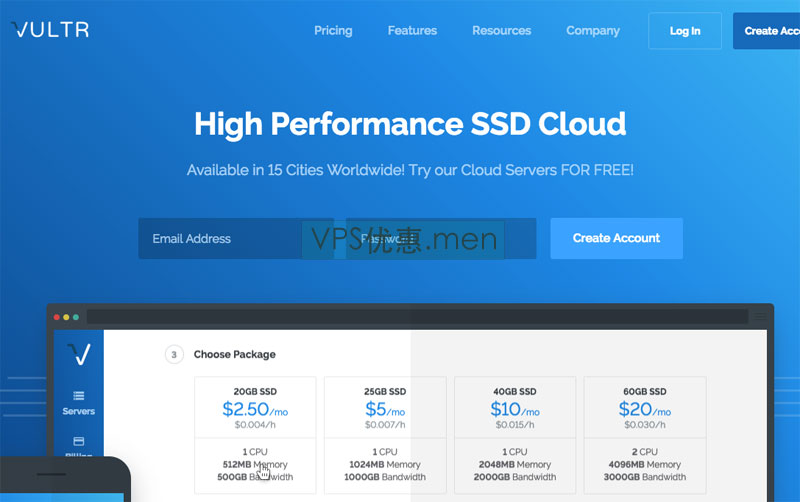 VULTR
Pricing Features Resources Company Log In Create Acco
High Performance SSD Cloud
Available in 15 Cities Worldwide! Try our Cloud Servers FOR FREE!
Email Address Password Create Account
VPS优惠.men
3 Choose Package
Servers
Billing
20GB SSD
$2.50/mo
$0.004/h
1 CPU
512MB Memory
500GB Bandwidth
25GB SSD
$5/mo
$0.007/h
1 CPU
1024MB Memory
1000GB Bandwidth
40GB SSD
$10/mo
$0.015/h
1 CPU
2048MB Memory
2000GB Bandwidth
60GB SSD
$20/mo
$0.030/h
2 CPU
4096MB Memory
3000GB Bandwidth